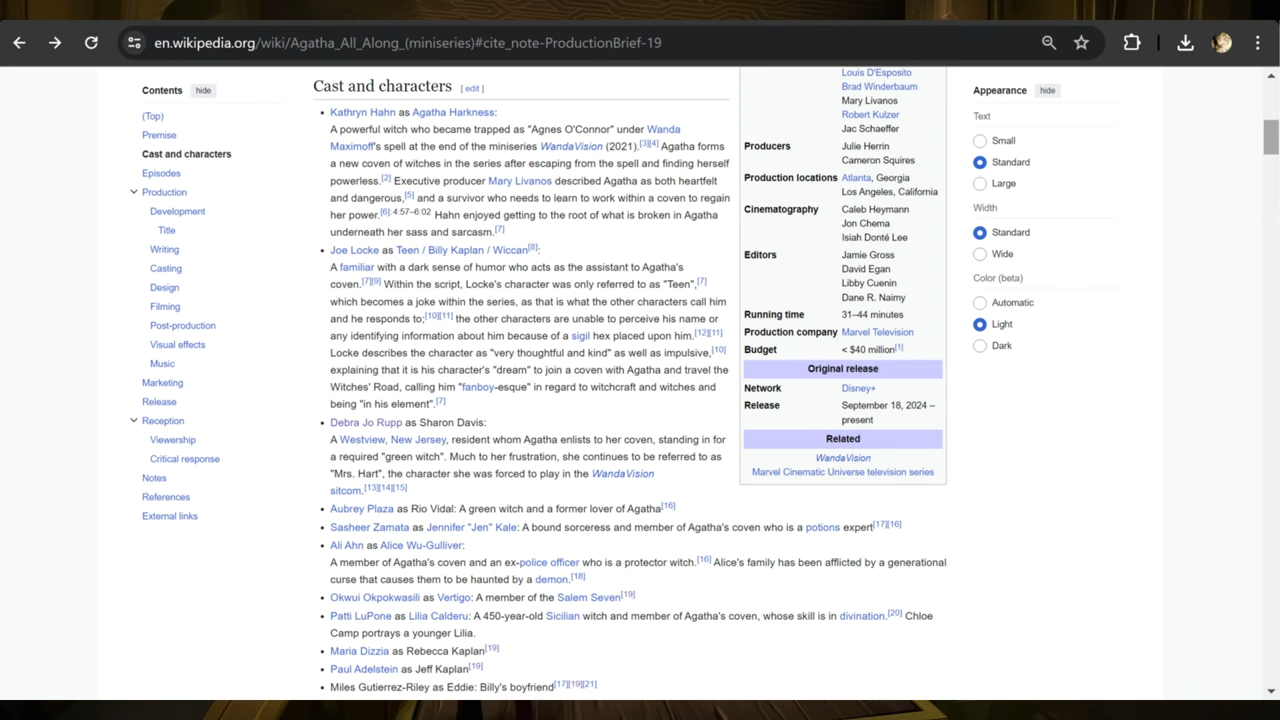 en.wikipedia.org/wiki/Agatha_All_Along_(miniseries)#cite_note-ProductionBrief-19
Contents hide
(Top)
Premise
Cast and characters
Episodes
Production
Development
Title
Writing
Casting
Design
Filming
Post-production
Visual effects
Music
Marketing
Release
Reception
Viewership
Critical response
Notes
References
External links
Cast and characters [ edit ]
Kathryn Hahn as Agatha Harkness:
A powerful witch who became trapped as "Agnes O'Connor" under Wanda
Maximoff's spell at the end of the miniseries WandaVision (2021).[3][4] Agatha forms
a new coven of witches in the series after escaping from the spell and finding herself
powerless.[2] Executive producer Mary Livanos described Agatha as both heartfelt
and dangerous,[5] and a survivor who needs to learn to work within a coven to regain
her power.[6]: 4:57–6:02 Hahn enjoyed getting to the root of what is broken in Agatha
underneath her sass and sarcasm.[7]
Joe Locke as Teen / Billy Kaplan / Wiccan[8]:
A familiar with a dark sense of humor who acts as the assistant to Agatha's
coven.[7][9] Within the script, Locke's character was only referred to as "Teen",[7]
which becomes a joke within the series, as that is what the other characters call him
and he responds to;[10][11] the other characters are unable to perceive his name or
any identifying information about him because of a sigil hex placed upon him.[12][11]
Locke describes the character as "very thoughtful and kind" as well as impulsive,[10]
explaining that it is his character's "dream" to join a coven with Agatha and travel the
Witches' Road, calling him "fanboy-esque" in regard to witchcraft and witches and
being "in his element".[7]
Debra Jo Rupp as Sharon Davis:
A Westview, New Jersey, resident whom Agatha enlists to her coven, standing in for
a required "green witch". Much to her frustration, she continues to be referred to as
"Mrs. Hart", the character she was forced to play in the WandaVision
sitcom.[13][14][15]
Aubrey Plaza as Rio Vidal: A green witch and a former lover of Agatha[16]
Sasheer Zamata as Jennifer "Jen" Kale: A bound sorceress and member of Agatha's coven who is a potions expert[17][16]
Ali Ahn as Alice Wu-Gulliver:
A member of Agatha's coven and an ex-police officer who is a protector witch.[16] Alice's family has been afflicted by a generational
curse that causes them to be haunted by a demon.[18]
Okwui Okpokwasili as Vertigo: A member of the Salem Seven[19]
Patti LuPone as Lilia Calderu: A 450-year-old Sicilian witch and member of Agatha's coven, whose skill is in divination.[20] Chloe
Camp portrays a younger Lilia.
Maria Dizzia as Rebecca Kaplan[19]
Paul Adelstein as Jeff Kaplan[19]
Miles Gutierrez-Riley as Eddie: Billy's boyfriend[17][19][21]
Louis D'Esposito
Brad Winderbaum
Mary Livanos
Robert Kulzer
Jac Schaeffer
Producers Julie Herrin
Cameron Squires
Production locations Atlanta, Georgia
Los Angeles, California
Cinematography Caleb Heymann
Jon Chema
Isiah Donté Lee
Editors Jamie Gross
David Egan
Libby Cuenin
Dane R. Naimy
Running time 31–44 minutes
Production company Marvel Television
Budget < $40 million[1]
Original release
Network Disney+
Release September 18, 2024 –
present
Related
WandaVision
Marvel Cinematic Universe television series
Appearance hide
Text
Small
Standard
Large
Width
Standard
Wide
Color (beta)
Automatic
Light
Dark